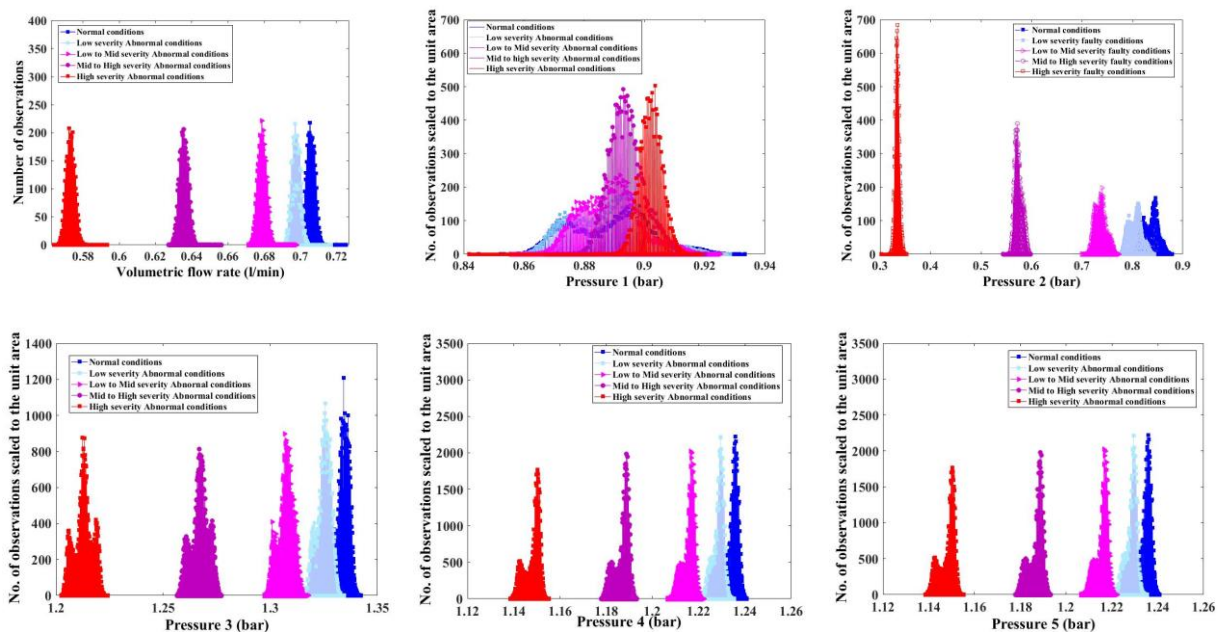 Number of observations
400
350
300
250
200
150
100
50
0
Normal conditions
Low severity Abnormal conditions
Low to Mid severity Abnormal conditions
Mid to High severity Abnormal conditions
High severity Abnormal conditions
0.58 0.6 0.62 0.64 0.66 0.68 0.7 0.72
Volumetric flow rate (l/min)
No. of observations scaled to the unit area
700
600
500
400
300
200
100
0
Normal conditions
Low severity Abnormal conditions
Low to Mid severity Abnormal conditions
Mid to high severity Abnormal conditions
High severity Abnormal conditions
0.84 0.86 0.88 0.9 0.92 0.94
Pressure 1 (bar)
No. of observations scaled to the unit area
700
600
500
400
300
200
100
0
Normal conditions
Low severity faulty conditions
Low to Mid severity faulty conditions
Mid to High severity faulty conditions
High severity faulty conditions
0.3 0.4 0.5 0.6 0.7 0.8 0.9
Pressure 2 (bar)
No. of observations scaled to the unit area
1400
1200
1000
800
600
400
200
0
Normal conditions
Low severity Abnormal conditions
Low to Mid severity Abnormal conditions
Mid to High severity Abnormal conditions
High severity Abnormal conditions
1.2 1.25 1.3 1.35
Pressure 3 (bar)
No. of observations scaled to the unit area
3500
3000
2500
2000
1500
1000
500
0
Normal conditions
Low severity Abnormal conditions
Low to Mid severity Abnormal conditions
Mid to High severity Abnormal conditions
High severity Abnormal conditions
1.12 1.14 1.16 1.18 1.2 1.22 1.24 1.26
Pressure 4 (bar)
No. of observations scaled to the unit area
3500
3000
2500
2000
1500
1000
500
0
Normal conditions
Low severity Abnormal conditions
Low to Mid severity Abnormal conditions
Mid to High severity Abnormal conditions
High severity Abnormal conditions
1.12 1.14 1.16 1.18 1.2 1.22 1.24 1.26
Pressure 5 (bar)